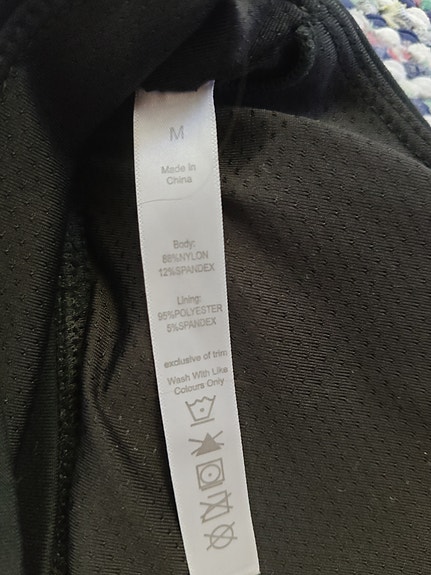 M
Made in
China
Body:
88%NYLON
12%SPANDEX
Lining:
95%POLYESTER
5%SPANDEX
exclusive of trim
Wash With Like
Colours Only